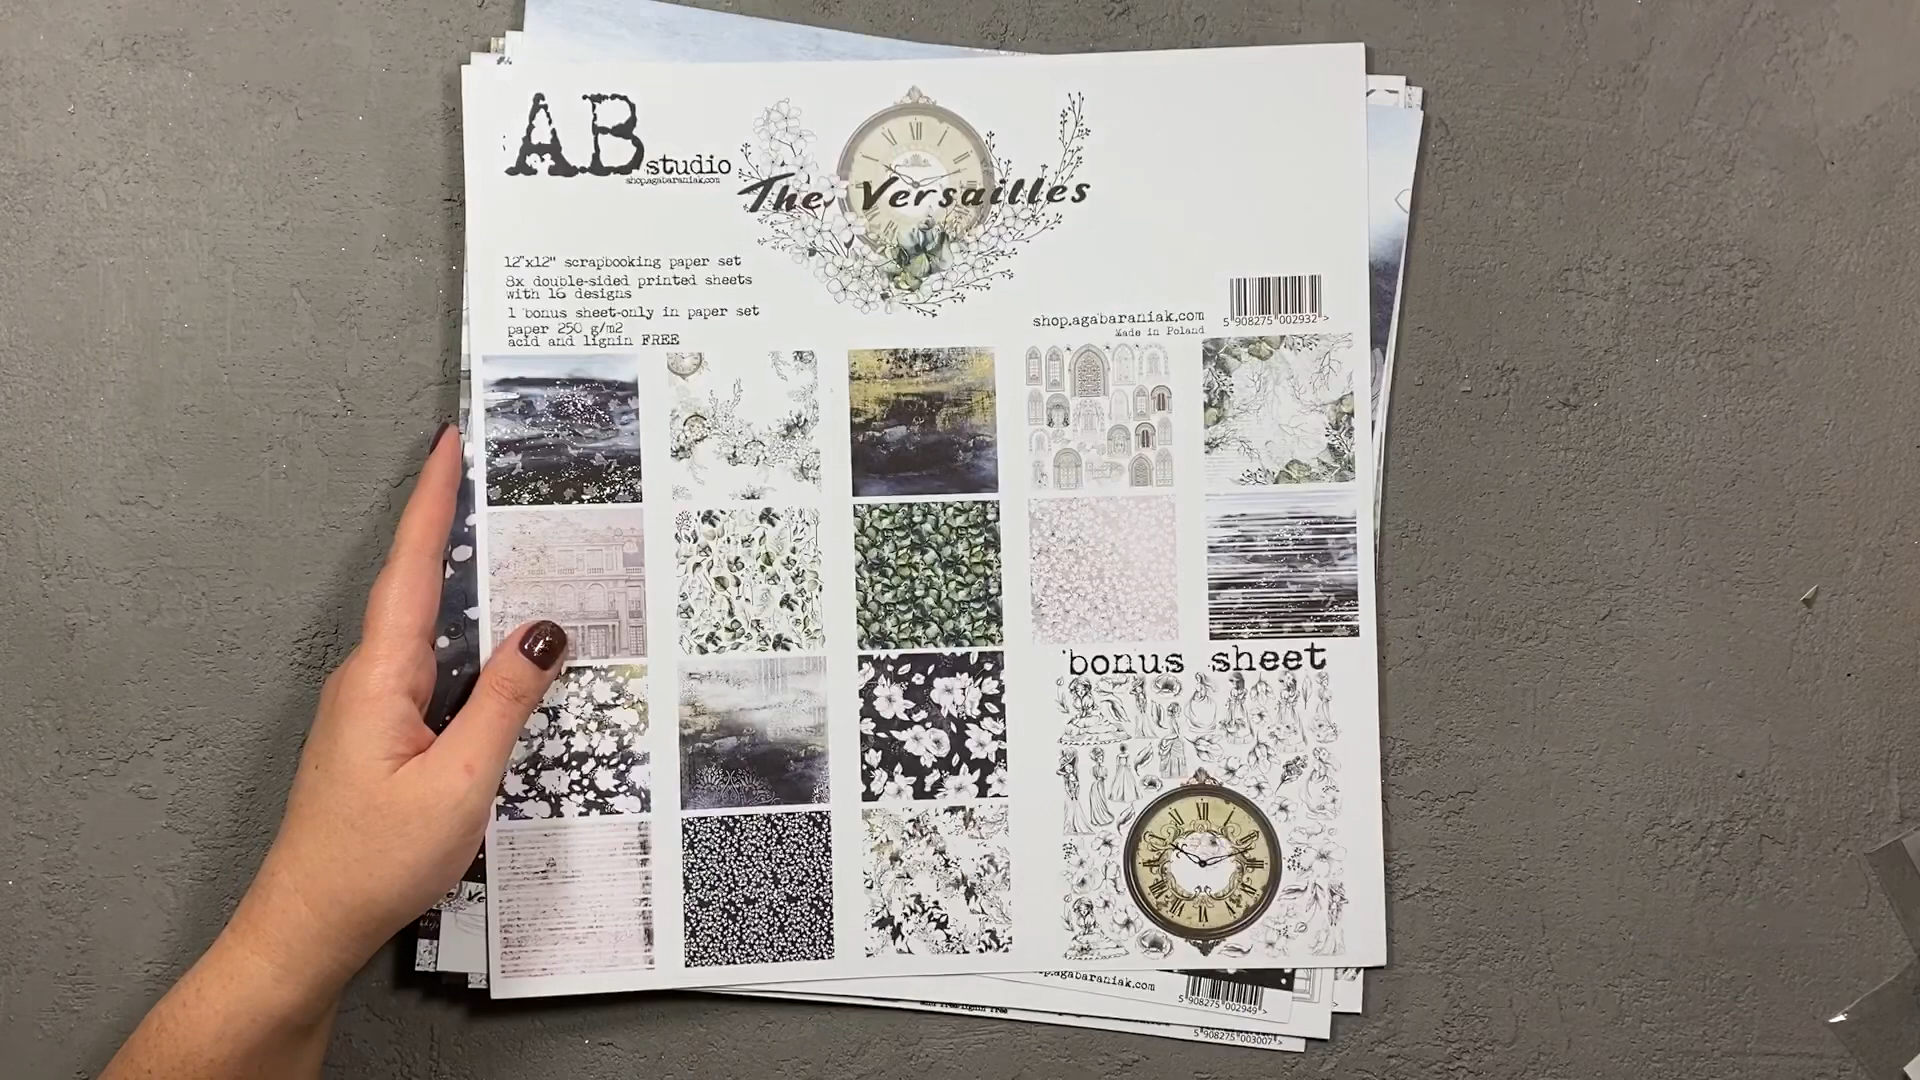 AB studio
shop.agabaraniak.com
The Versailles
12"x12" scrapbooking paper set
8x double-sided printed sheets
with 16 designs
1 bonus sheet-only in paper set
paper 250 g/m2
acid and lignin FREE
shop.agabaraniak.com
Made in Poland
5 908275 002932 >
bonus sheet
XII
agabaraniak.com
5 908275 002949 >
5 908275 003007 >